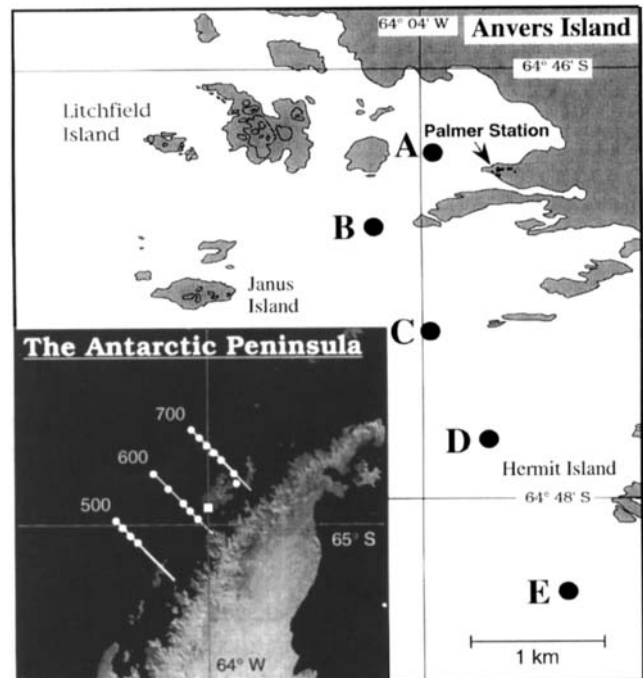 64° 04' W
Anvers Island
64° 46' S
Litchfield
Island
Palmer Station
A
B
Janus
Island
C
The Antarctic Peninsula
700
D
600
Hermit Island
500
64° 48' S
65° S
E
64° W
1 km